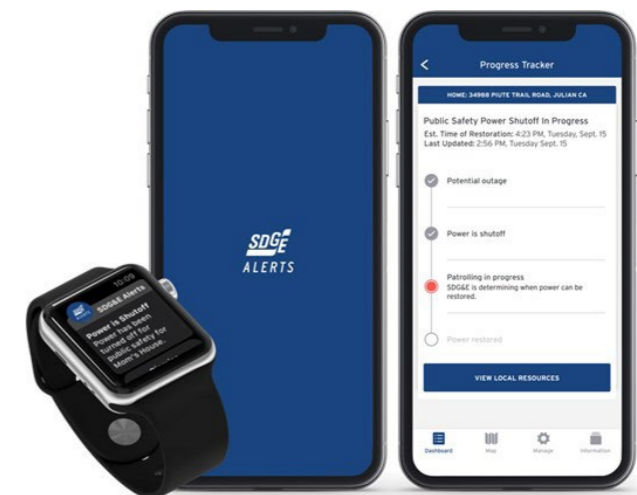 SDGE
ALERTS
10:09
ALERTS
SDG&E Alerts
Power is Shutoff
Power has been
turned off for
public safety for
Mom's House.
Progress Tracker
HOME: 34988 PIUTE TRAIL ROAD, JULIAN CA
Public Safety Power Shutoff In Progress
Est. Time of Restoration: 4:23 PM, Tuesday, Sept. 15
Last Updated: 2:56 PM, Tuesday Sept. 15
Potential outage
Power is shutoff
Patrolling in progress
SDG&E is determining when power can be
restored.
Power restored
VIEW LOCAL RESOURCES
Dashboard
Map
Manage
Information